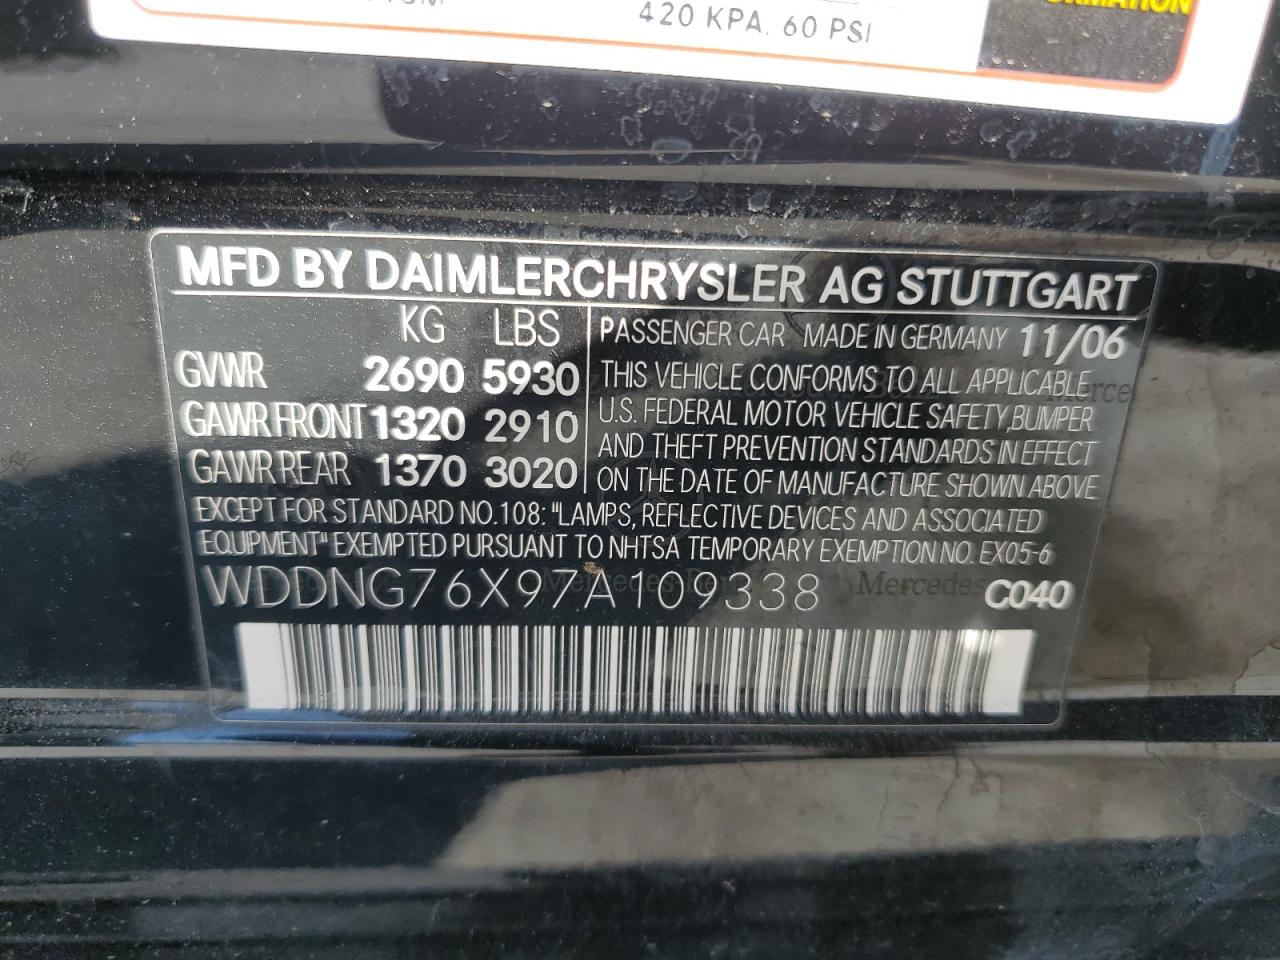 420 KPA. 60 PSI
MFD BY DAIMLERCHRYSLER AG STUTTGART
KG LBS
GVWR 2690 5930
GAWR FRONT 1320 2910
GAWR REAR 1370 3020
PASSENGER CAR MADE IN GERMANY 11/06
THIS VEHICLE CONFORMS TO ALL APPLICABLE
U.S. FEDERAL MOTOR VEHICLE SAFETY, BUMPER
AND THEFT PREVENTION STANDARDS IN EFFECT
ON THE DATE OF MANUFACTURE SHOWN ABOVE
EXCEPT FOR STANDARD NO.108: "LAMPS, REFLECTIVE DEVICES AND ASSOCIATED
EQUIPMENT" EXEMPTED PURSUANT TO NHTSA TEMPORARY EXEMPTION NO. EX05-6
WDDNG76X97A109338 C040